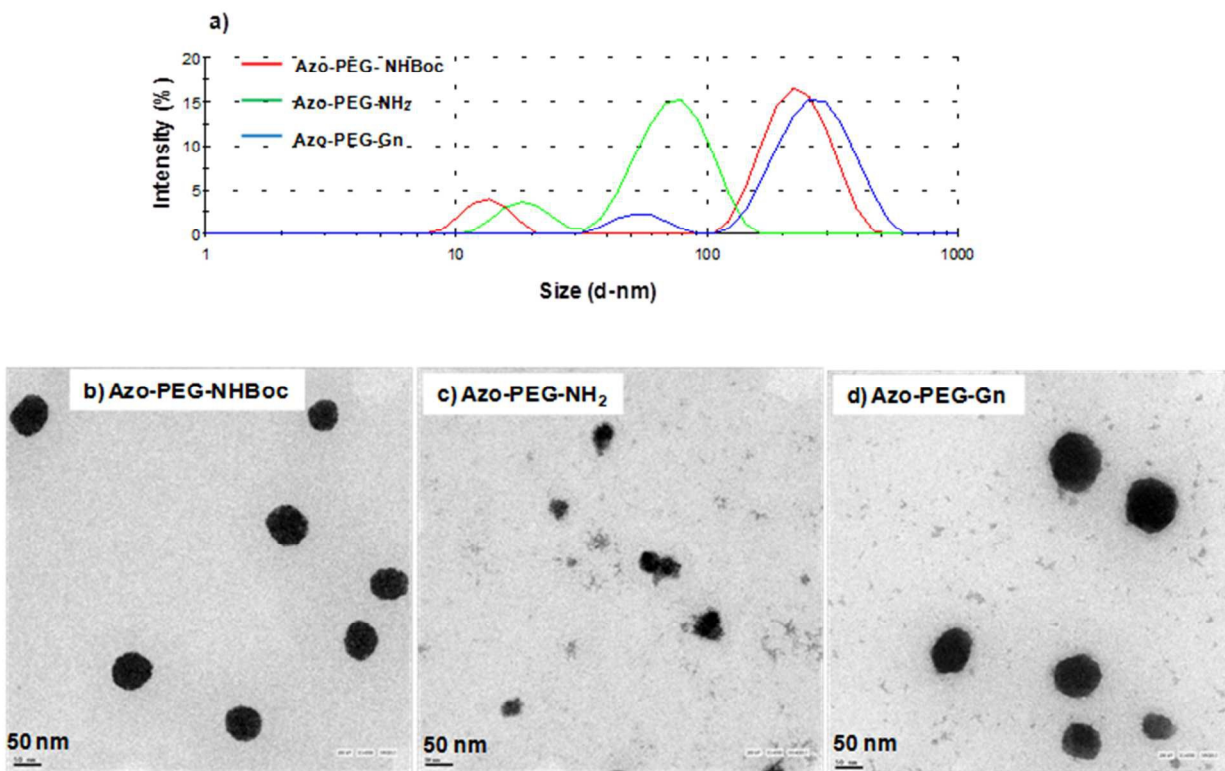 a)
20
15
10
5
0
Intensity (%)
Azo-PEG- NHBoc
Azo-PEG-NH₂
Azo-PEG-Gn
1 10 100 1000
Size (d-nm)
b) Azo-PEG-NHBoc
c) Azo-PEG-NH₂
d) Azo-PEG-Gn
50 nm
50 nm
50 nm